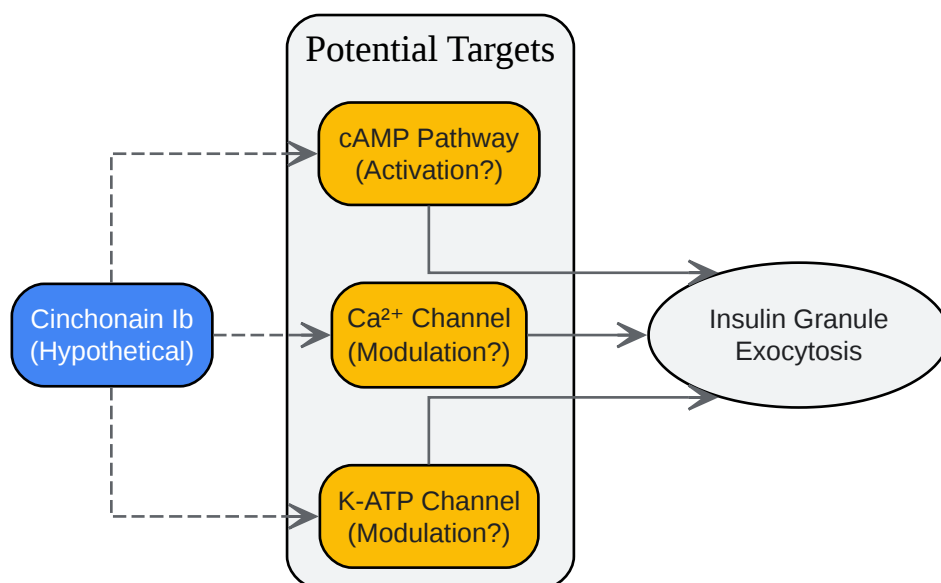 Potential Targets
cAMP Pathway
(Activation?)
Cinchonain Ib
(Hypothetical)
Ca²⁺ Channel
(Modulation?)
Insulin Granule
Exocytosis
K-ATP Channel
(Modulation?)